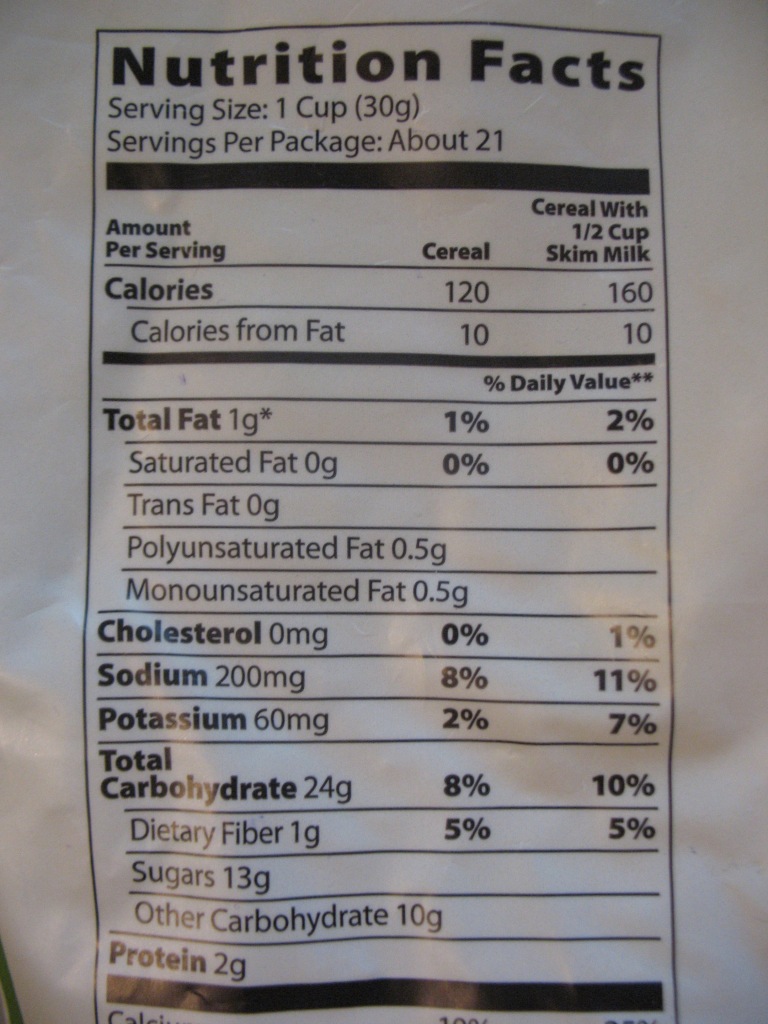 Nutrition Facts
Serving Size: 1 Cup (30g)
Servings Per Package: About 21
Amount Per Serving Cereal Cereal With 1/2 Cup Skim Milk
Calories 120 160
Calories from Fat 10 10
% Daily Value**
Total Fat 1g* 1% 2%
Saturated Fat 0g 0% 0%
Trans Fat 0g
Polyunsaturated Fat 0.5g
Monounsaturated Fat 0.5g
Cholesterol 0mg 0% 1%
Sodium 200mg 8% 11%
Potassium 60mg 2% 7%
Total
Carbohydrate 24g 8% 10%
Dietary Fiber 1g 5% 5%
Sugars 13g
Other Carbohydrate 10g
Protein 2g